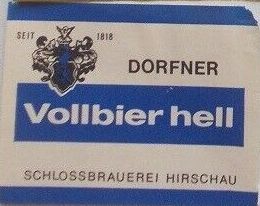 SEIT 1818
DORFNER
Vollbier hell
SCHLOSSBRAUEREI HIRSCHAU